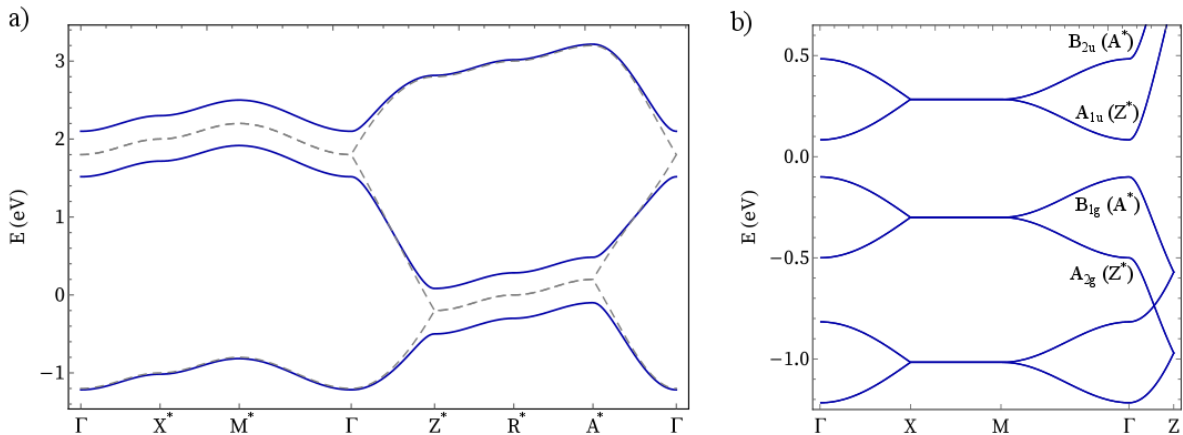 a)
3
2
1
0
−1
E (eV)
Γ X* M* Γ Z* R* A* Γ
b)
0.5
0.0
−0.5
−1.0
E (eV)
B2u (A*)
A1u (Z*)
B1g (A*)
A2g (Z*)
Γ X M Γ Z